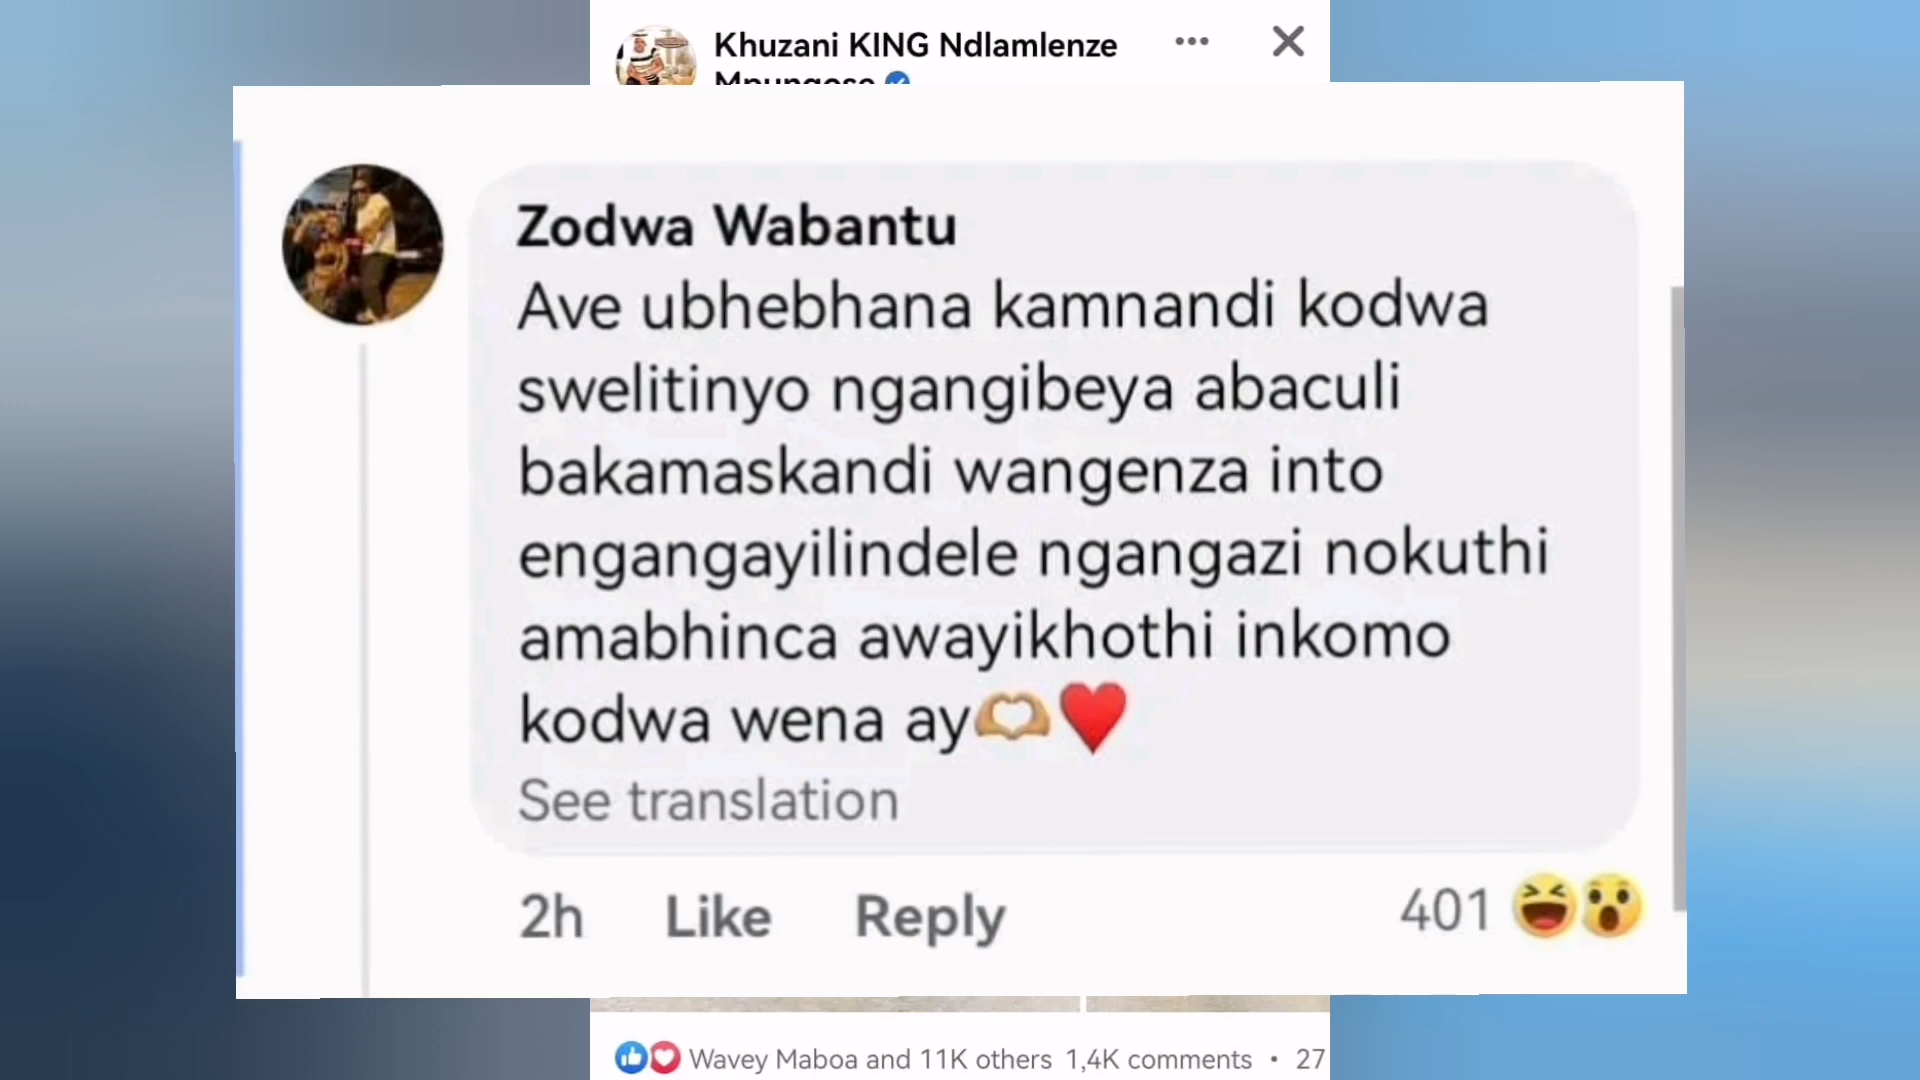 Khuzani KING Ndlamlenze
Mpungose
Zodwa Wabantu
Ave ubhebhana kamnandi kodwa
swelitinyo ngangibeya abaculi
bakamaskandi wangenza into
engangayilindele ngangazi nokuthi
amabhinca awayikhothi inkomo
kodwa wena ay🫶❤️
See translation
2h Like Reply 401 😆😮
Wavey Maboa and 11K others 1,4K comments • 27